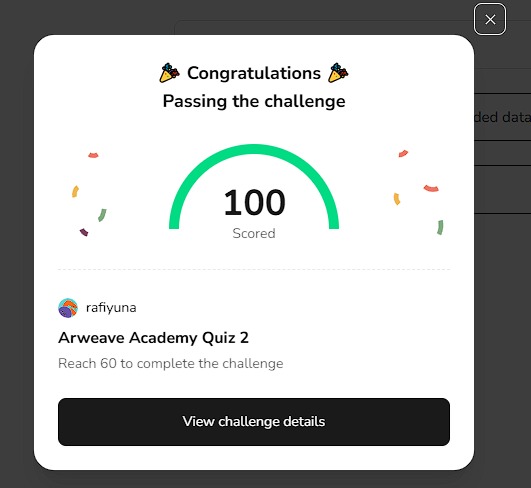 Congratulations
Passing the challenge
ded data
100
Scored
rafiyuna
Arweave Academy Quiz 2
Reach 60 to complete the challenge
View challenge details